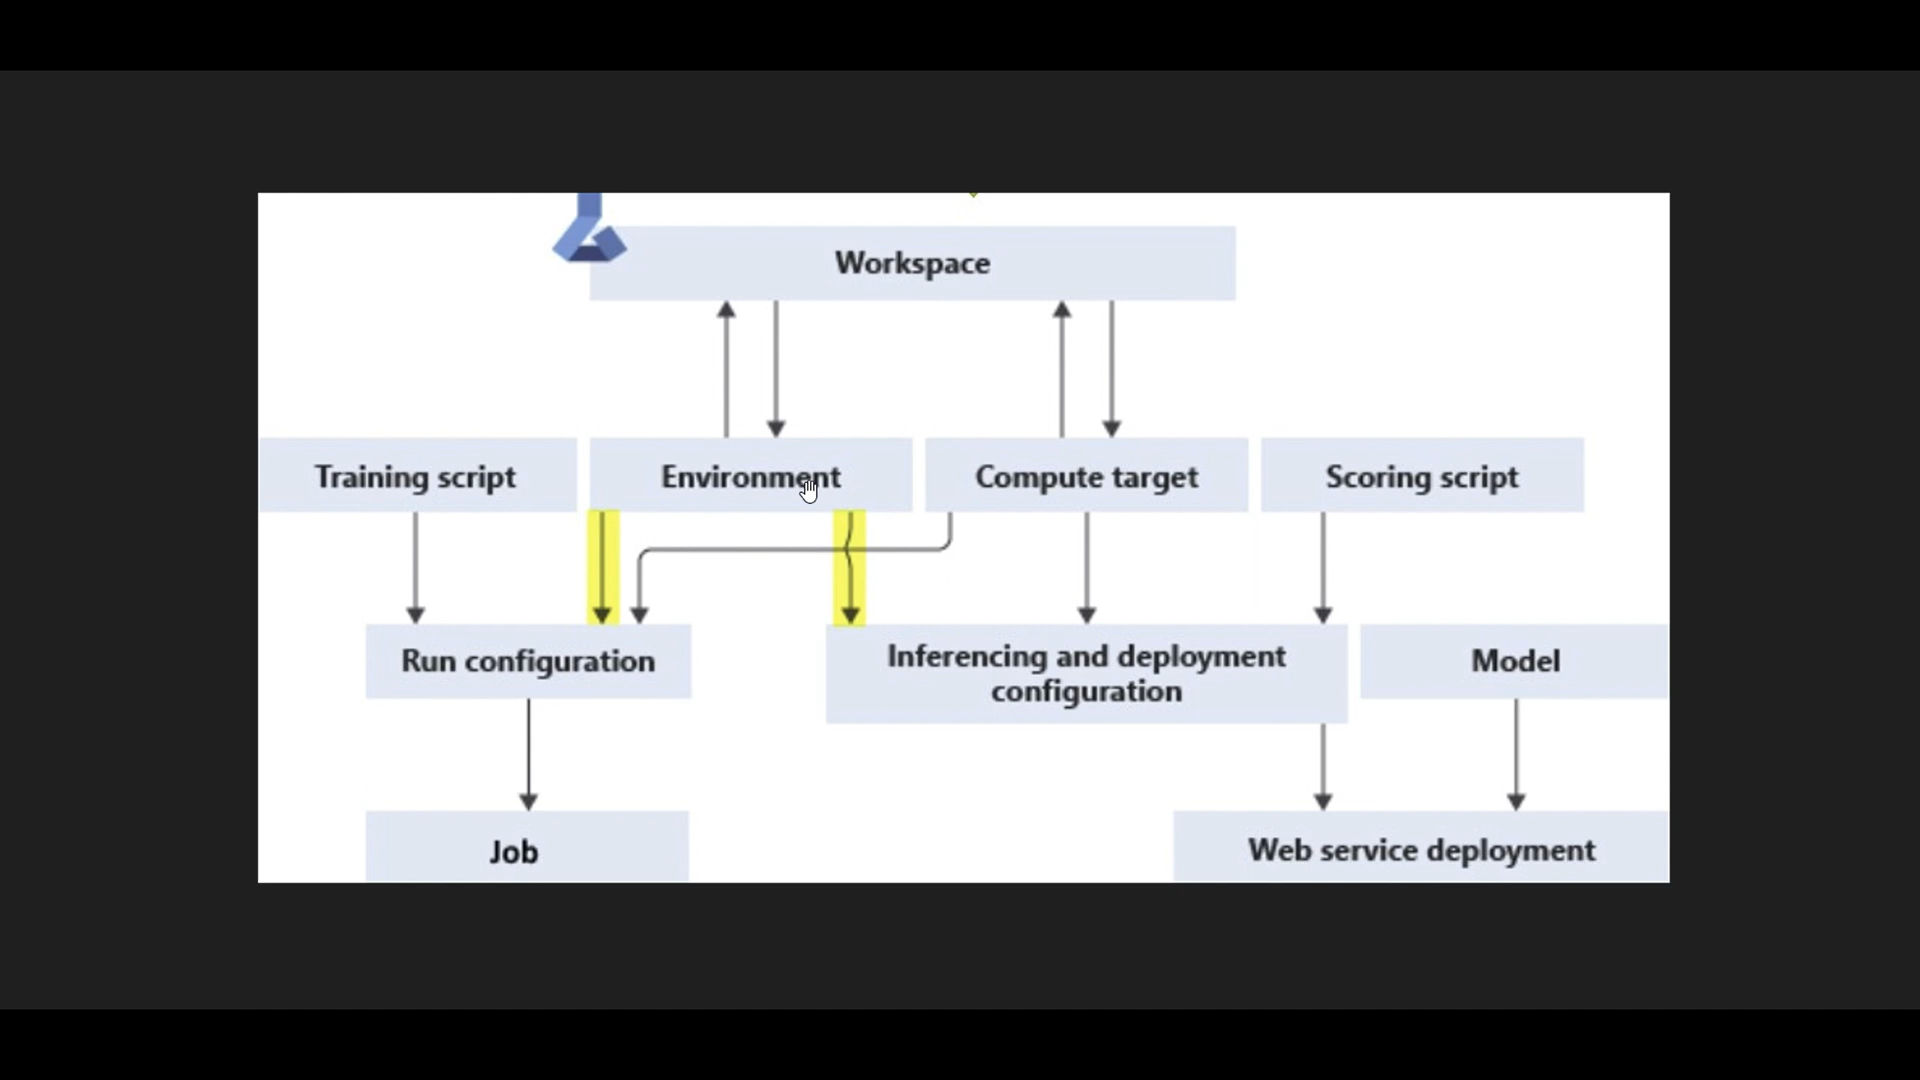 Workspace
Training script
Environment
Compute target
Scoring script
Run configuration
Inferencing and deployment
configuration
Model
Job
Web service deployment